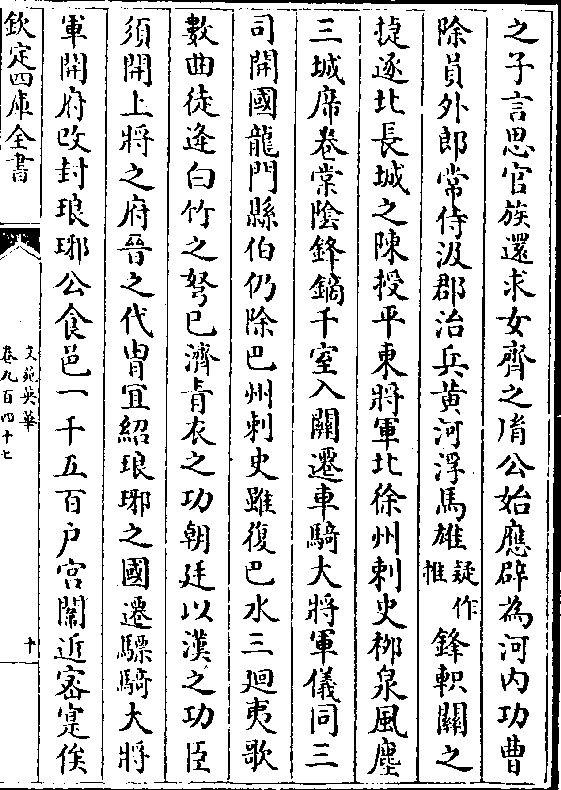 之子言思官族還求女齊之胄公始應辟為河内功曹
除員外郎常侍汲郡治兵黄河浮馬雄疑作推鋒軹關之
捷逐北長城之陳授平東將軍北徐州刺史栁泉風塵
三城席卷棠陰鋒鏑千室入關遷車騎大將軍儀同三
司開國龍門縣伯仍除巴州刺史雖復巴水三廻夷歌
數曲徒逢白竹之弩已濟青衣之功朝廷以漢之功臣
須開上將之府晉之代胄宜紹琅琊之國遷驃騎大將
軍開府改封琅琊公食邑一千五百户宫闈近密寔俟
欽定四庫全書
文苑英華
卷九百四十七
十